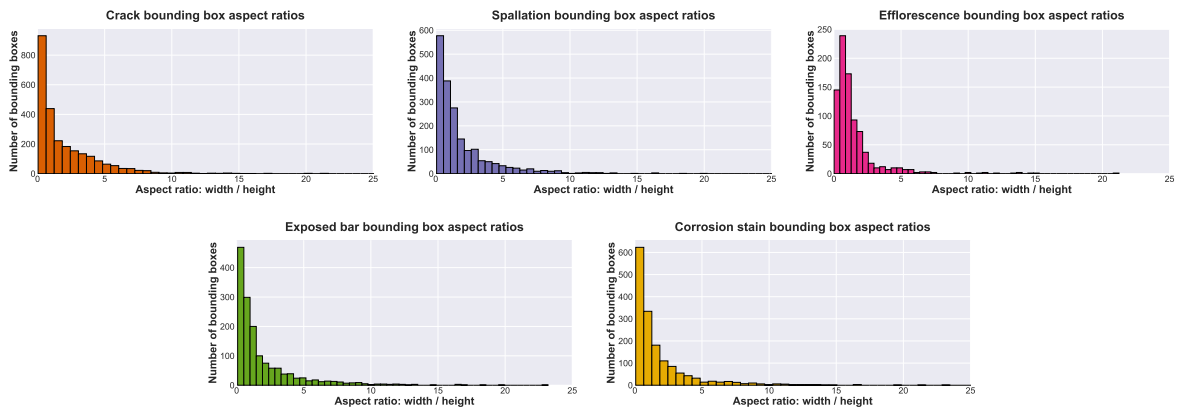 Crack bounding box aspect ratios
Number of bounding boxes
800
600
400
200
0
0 5 10 15 20 25
Aspect ratio: width / height
Spallation bounding box aspect ratios
Number of bounding boxes
600
500
400
300
200
100
0
0 5 10 15 20 25
Aspect ratio: width / height
Efflorescence bounding box aspect ratios
Number of bounding boxes
250
200
150
100
50
0
0 5 10 15 20 25
Aspect ratio: width / height
Exposed bar bounding box aspect ratios
Number of bounding boxes
400
300
200
100
0
0 5 10 15 20 25
Aspect ratio: width / height
Corrosion stain bounding box aspect ratios
Number of bounding boxes
600
500
400
300
200
100
0
0 5 10 15 20 25
Aspect ratio: width / height